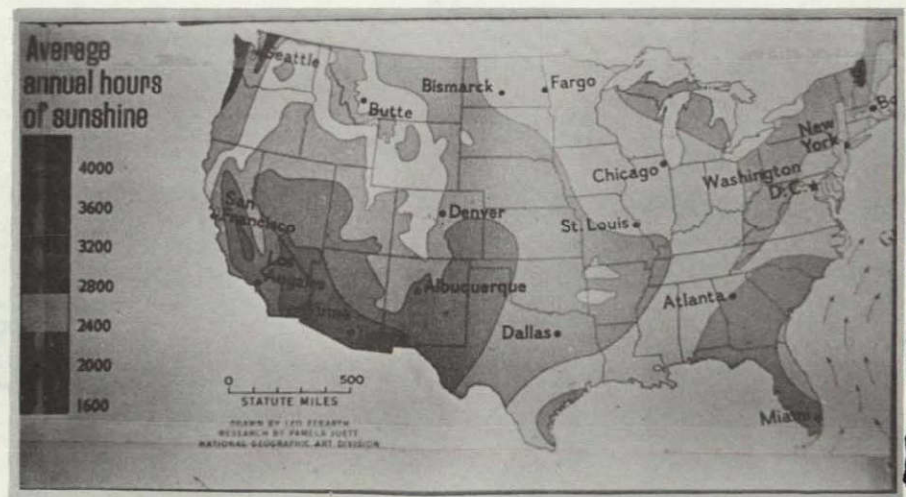 Average
annual hours
of sunshine
4000
3600
3200
2800
2400
2000
1600
Seattle
Butte
Bismarck
Fargo
Chicago
New
York
Washington
D.C.
San
Francisco
Denver
St. Louis
Los
Angeles
Albuquerque
Atlanta
Dallas
Miami
0 500
STATUTE MILES
DRAWN BY LEO
RESEARCH BY PAMELA
NATIONAL GEOGRAPHIC ART DIVISION